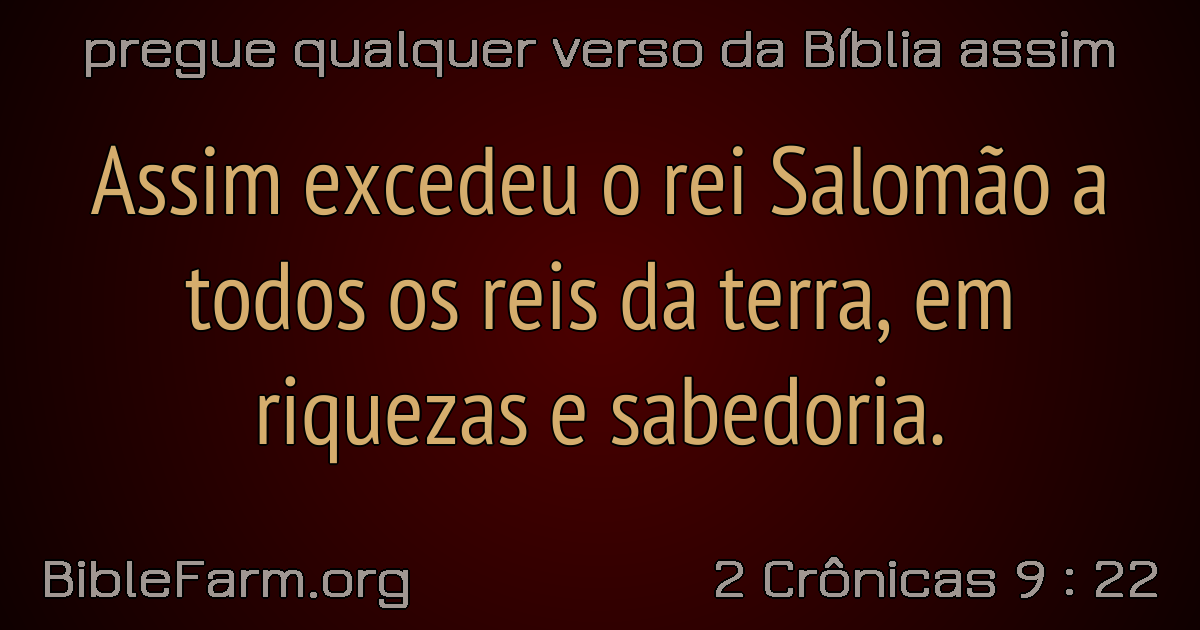 pregue qualquer verso da Bíblia assim
Assim excedeu o rei Salomão a
todos os reis da terra, em
riquezas e sabedoria.
BibleFarm.org
2 Crônicas 9 : 22